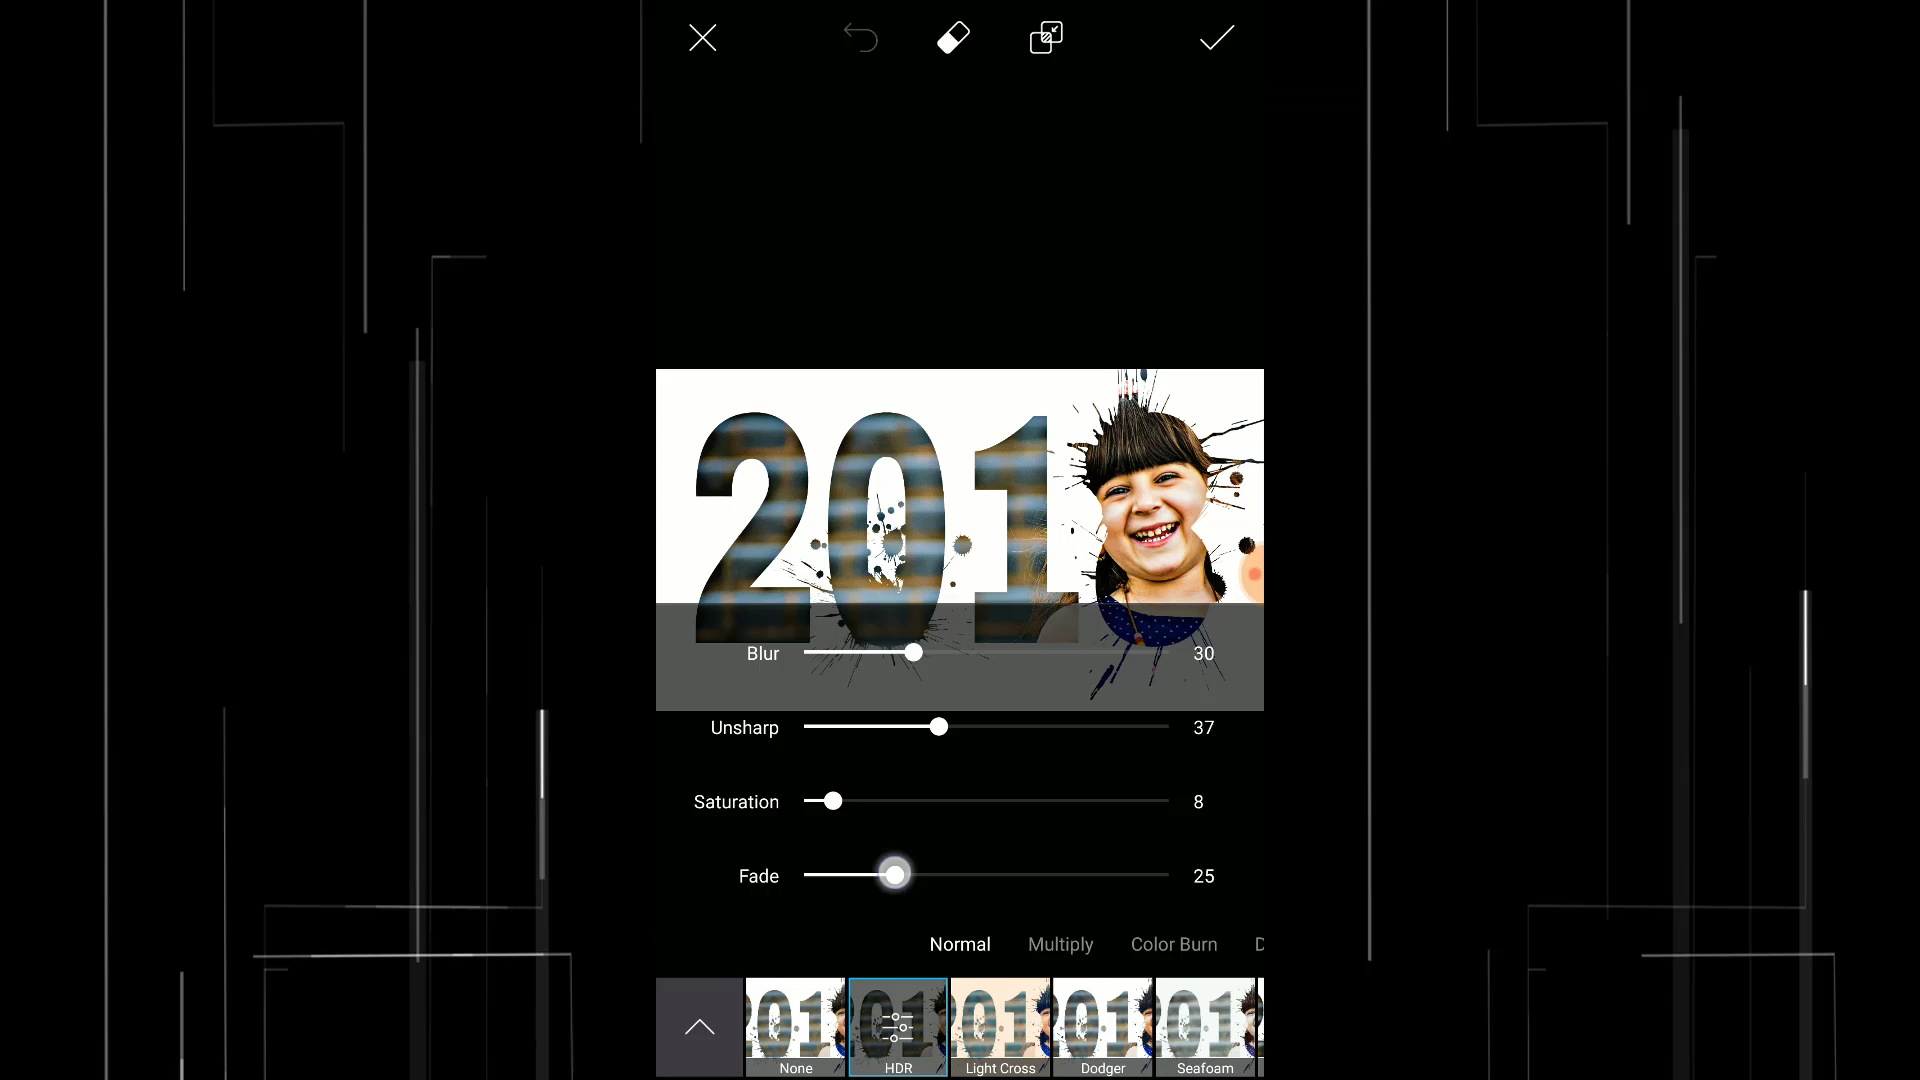 201
Blur 30
Unsharp 37
Saturation 8
Fade 25
Normal Multiply Color Burn
None HDR Light Cross Dodger Seafoam